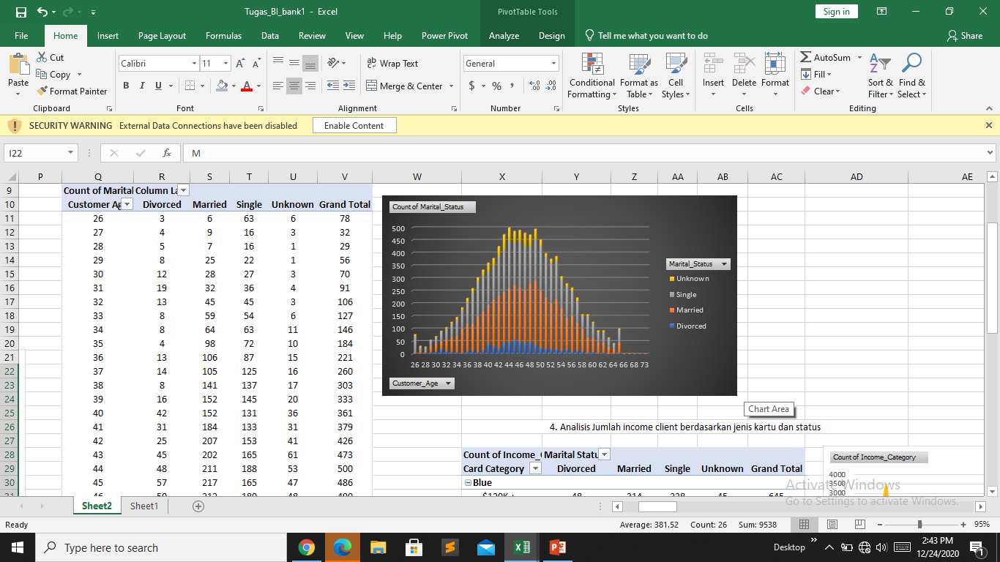 Tugas_BI_bank1 - Excel
PivotTable Tools
Sign in
File Home Insert Page Layout Formulas Data Review View Help Power Pivot Analyze Design Tell me what you want to do Share
Paste
Cut
Copy
Format Painter
Clipboard
Calibri 11
B I U
Font
Wrap Text
Merge & Center
Alignment
General
$ % ,
Number
Conditional Formatting
Format as Table
Cell Styles
Styles
Insert Delete Format
Cells
AutoSum
Fill
Clear
Sort & Filter
Find & Select
Editing
SECURITY WARNING External Data Connections have been disabled Enable Content
I22 fx M
P Q R S T U V W X Y Z AA AB AC AD AE
9 Count of Marital Column La
10 Customer Ag Divorced Married Single Unknown Grand Total
11 26 3 6 63 6 78
12 27 4 9 16 3 32
13 28 5 7 16 1 29
14 29 8 25 22 1 56
15 30 12 28 27 3 70
16 31 19 32 36 4 91
17 32 13 45 45 3 106
18 33 8 59 54 6 127
19 34 8 64 63 11 146
20 35 4 98 72 10 184
21 36 13 106 87 15 221
22 37 14 105 125 16 260
23 38 8 141 137 17 303
24 39 16 152 145 20 333
25 40 42 152 131 36 361
26 41 31 184 133 31 379
27 42 25 207 153 41 426
28 43 45 202 165 61 473
29 44 48 211 188 53 500
30 45 57 217 165 47 486
31 46 50 212 180 48 490
Count of Marital_Status
500
450
400
350
300
250
200
150
100
50
0
26 28 30 32 34 36 38 40 42 44 46 48 50 52 54 56 58 60 62 64 66 68 73
Customer_Age
Marital_Status
Unknown
Single
Married
Divorced
Chart Area
4. Analisis Jumlah income client berdasarkan jenis kartu dan status
Count of Income_( Marital Statu
Card Category Divorced Married Single Unknown Grand Total
Blue
$120K + 48 314 238 45 645
Count of Income_Category
4000
3500
3000
Activate Windows
Go to Settings to activate Windows.
Sheet2 Sheet1
Ready Average: 381.52 Count: 26 Sum: 9538 95%
Type here to search
Desktop
2:43 PM
12/24/2020
1